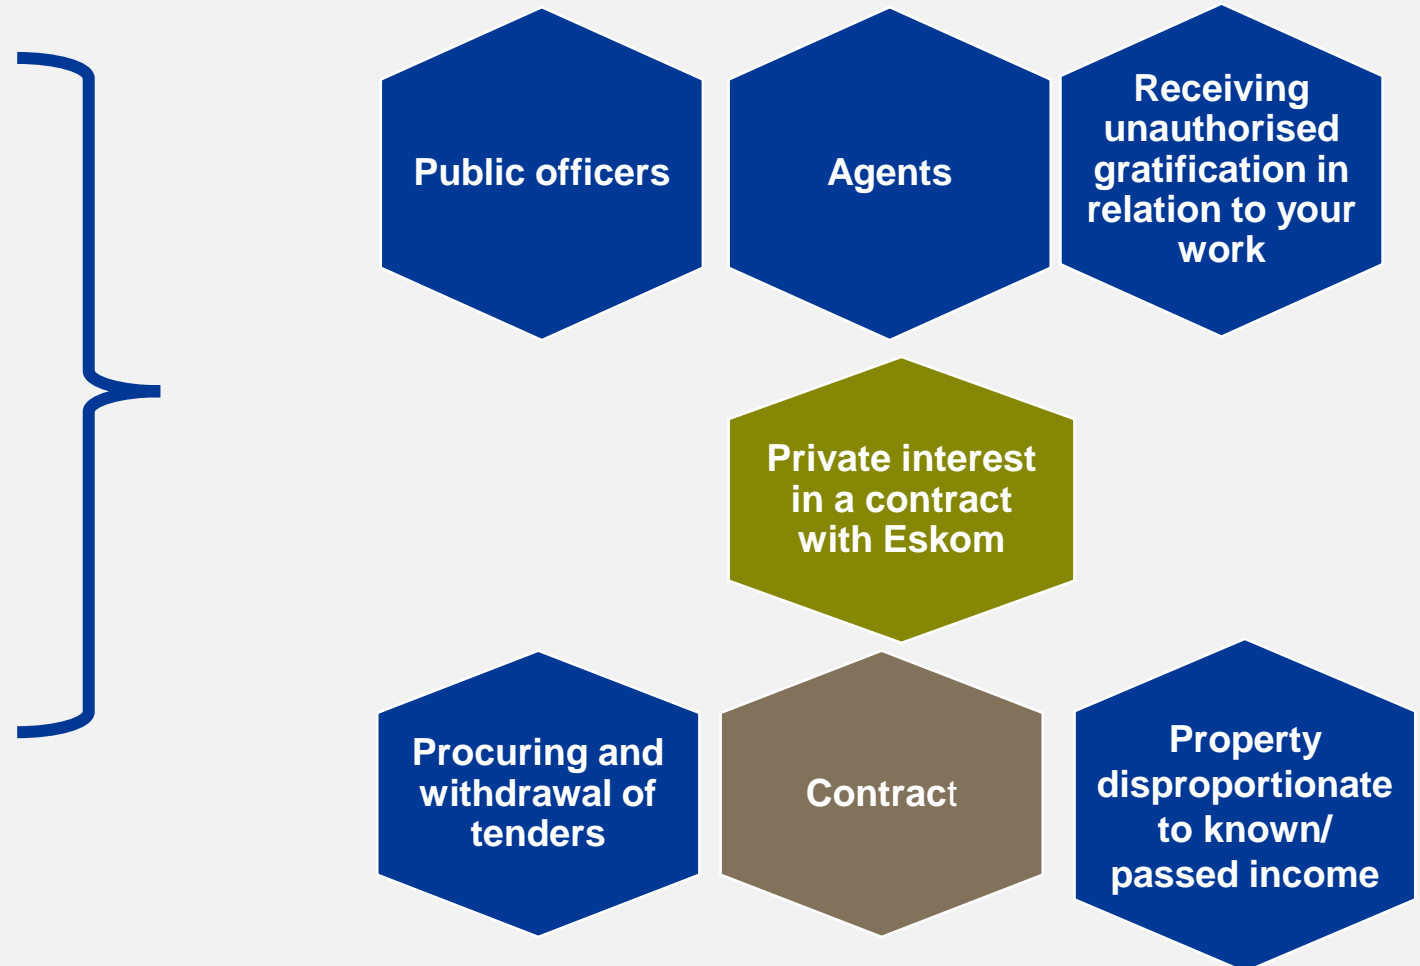 Public officers
Agents
Receiving
unauthorised
gratification in
relation to your
work
Private interest
in a contract
with Eskom
Procuring and
withdrawal of
tenders
Contract
Property
disproportionate
to known/
passed income